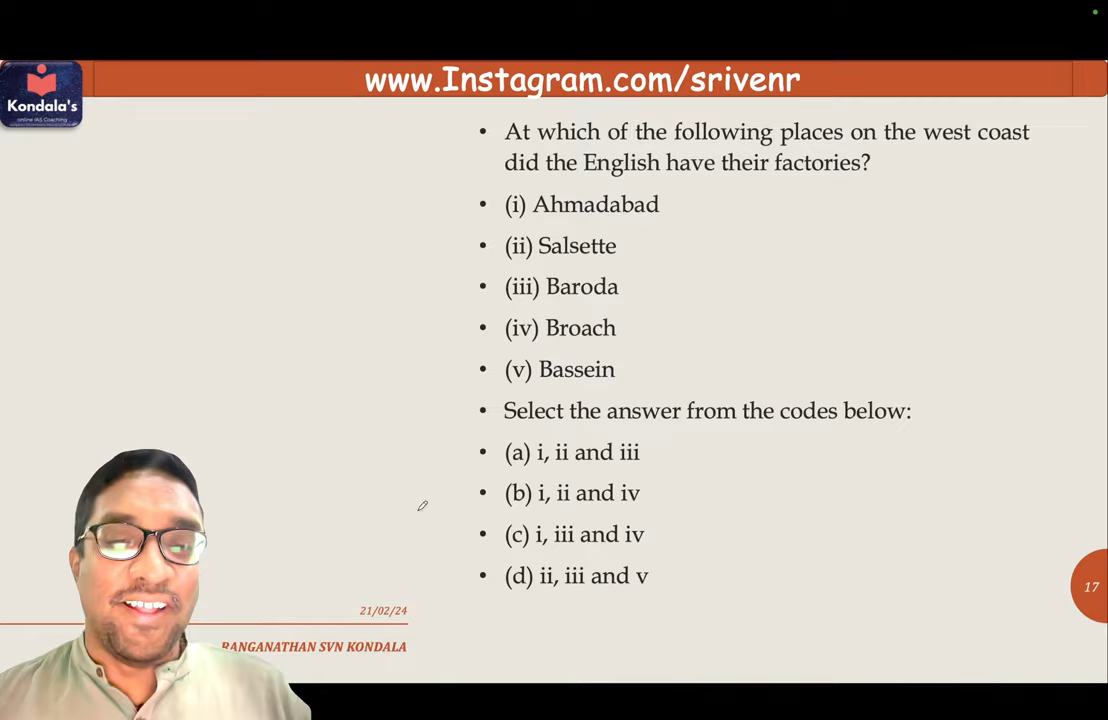 www.Instagram.com/srivenr
Kondala's
online IAS Coaching
• At which of the following places on the west coast
did the English have their factories?
• (i) Ahmadabad
• (ii) Salsette
• (iii) Baroda
• (iv) Broach
• (v) Bassein
• Select the answer from the codes below:
• (a) i, ii and iii
• (b) i, ii and iv
• (c) i, iii and iv
• (d) ii, iii and v
17
21/02/24
RANGANATHAN SVN KONDALA